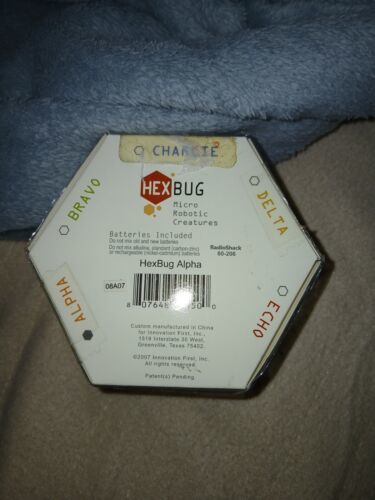 CHARLIE
BRAVO
DELTA
ALPHA
ECHO
HEXBUG
Micro
Robotic
Creatures
Batteries Included
Do not mix old and new batteries
Do not mix alkaline, standard (carbon-zinc)
or rechargeable (nickel-cadmium) batteries
RadioShack
60-208
HexBug Alpha
08A07
Custom manufactured in China
for Innovation First, Inc.,
1519 Interstate 30 West,
Greenville, Texas 75402.
©2007 Innovation First, Inc.
All rights reserved.
Patent(s) Pending